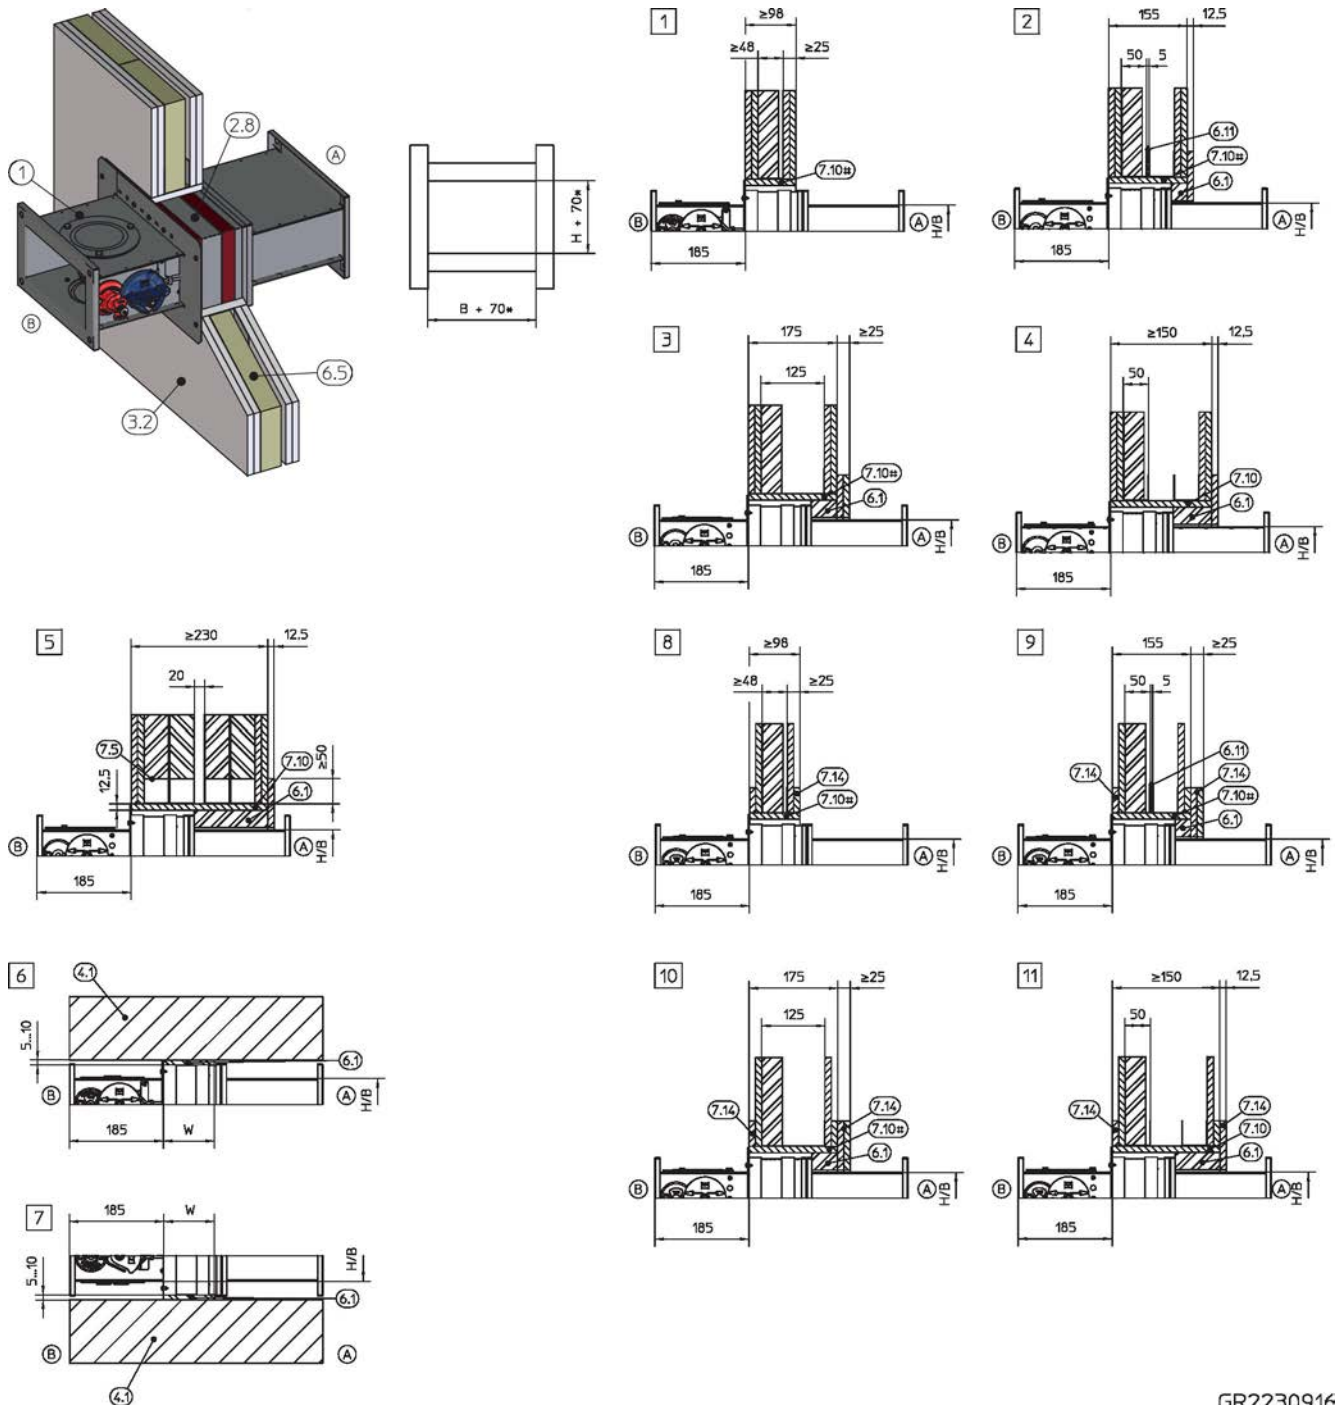 1
2.8
A
B
3.2
6.5
H + 70*
B + 70*
1
≥98
≥48
≥25
7.10#
B
A
H/B
185
2
155
12,5
50
5
6.11
7.10#
6.1
B
A
H/B
185
3
175
≥25
125
7.10#
6.1
B
A
H/B
185
4
≥150
12,5
50
7.10
6.1
B
A
H/B
185
5
≥230
12.5
20
7.5
7.10
≥50
12,5
6.1
B
A
H/B
185
8
≥98
≥48
≥25
7.14
7.10#
B
A
H/B
185
9
155
≥25
50
5
6.11
7.14
7.14
7.10#
6.1
B
A
H/B
185
6
4.1
5...10
6.1
B
A
H/B
185
W
10
175
≥25
125
7.14
7.14
7.10#
6.1
B
A
H/B
185
11
≥150
12,5
50
7.14
7.14
7.10
6.1
B
A
H/B
185
7
185
W
H/B
5...10
6.1
B
A
4.1
GR2230916